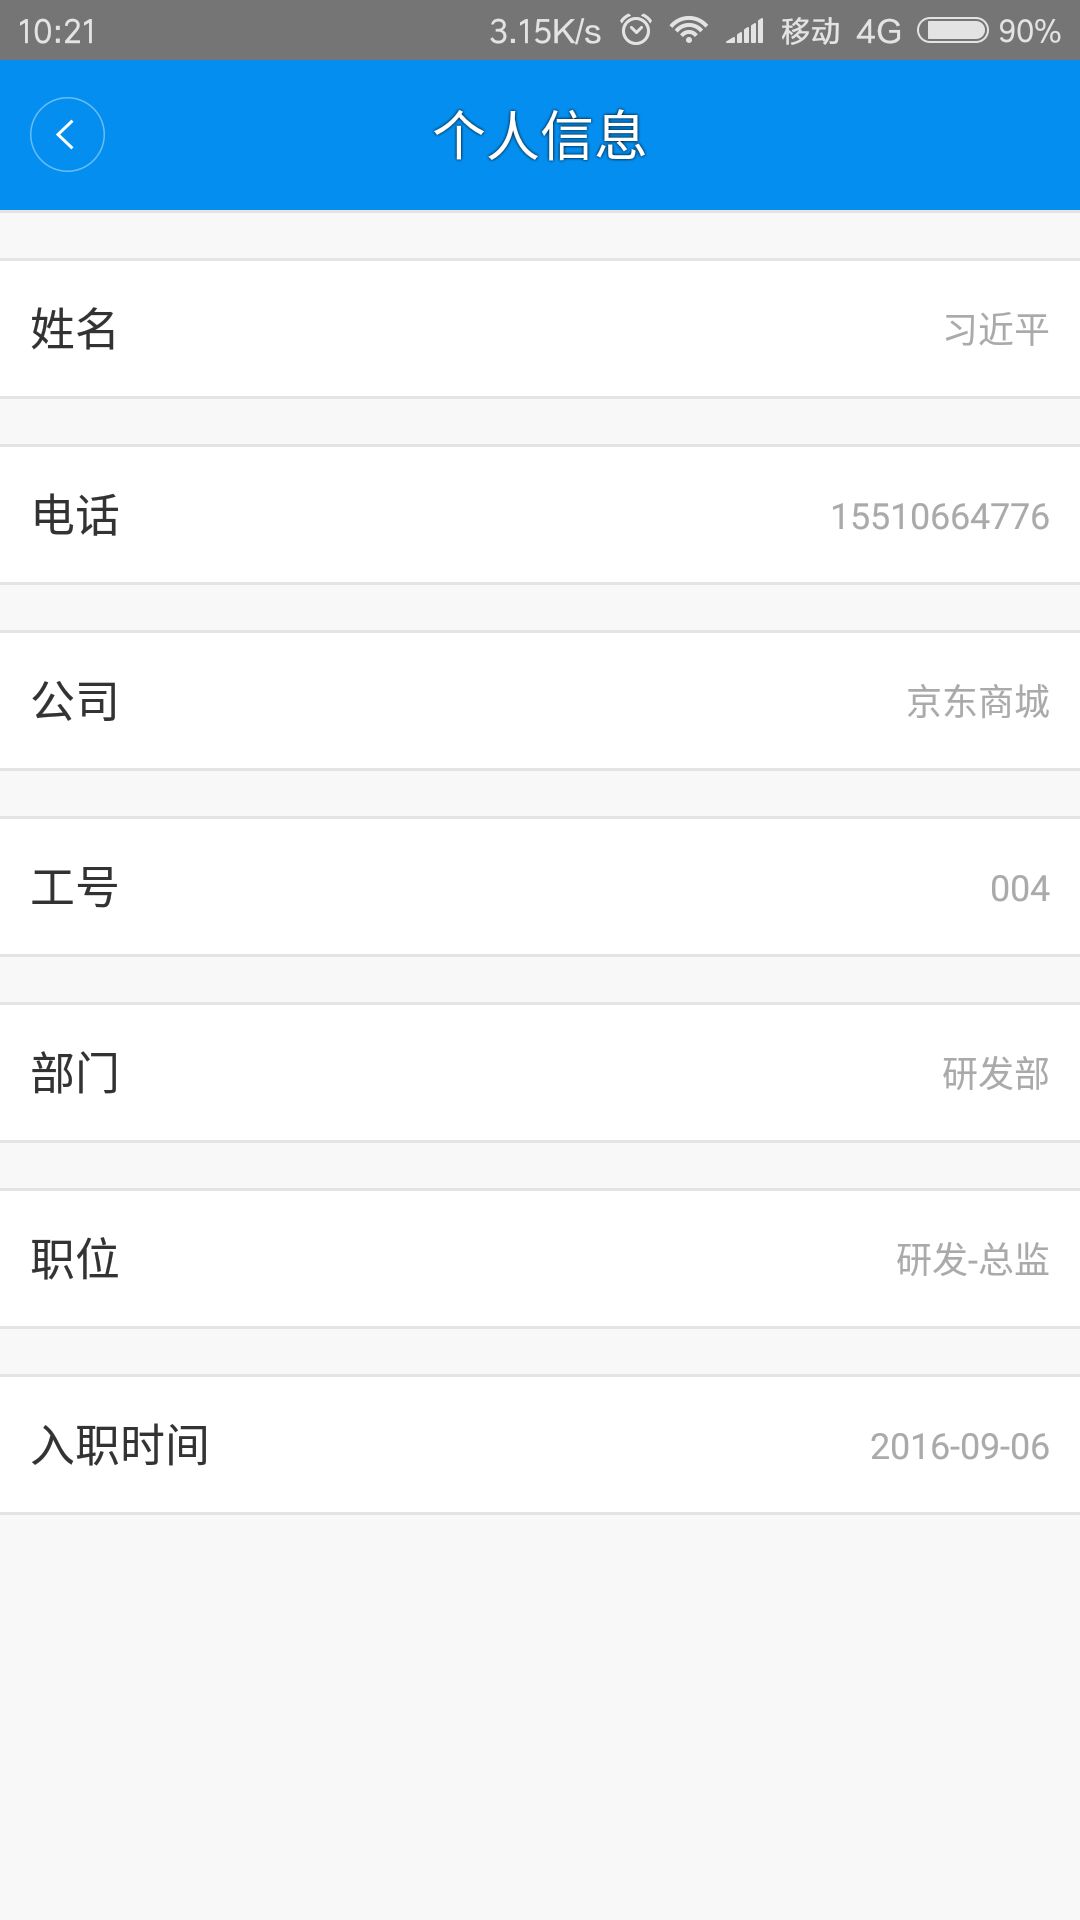 10:21 3.15K/s 移动 4G 90%
个人信息
姓名 习近平
电话 15510664776
公司 京东商城
工号 004
部门 研发部
职位 研发-总监
入职时间 2016-09-06